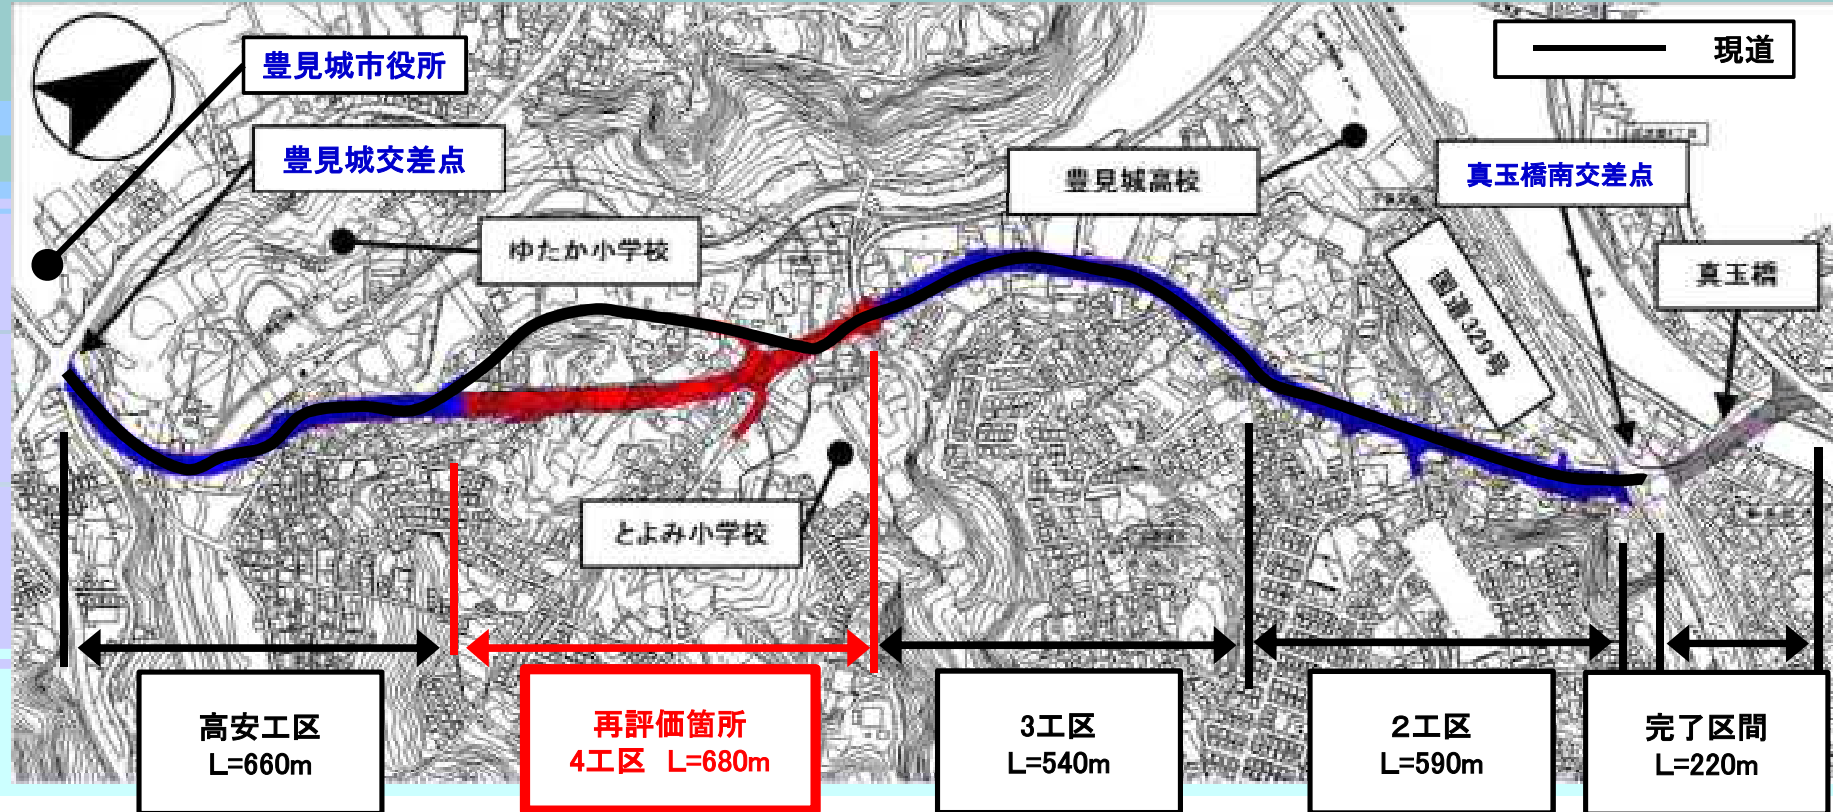 豊見城市役所
現道
豊見城交差点
豊見城高校
真玉橋南交差点
ゆたか小学校
国道329号
真玉橋
とよみ小学校
高安工区
L=660m
再評価箇所
4工区 L=680m
3工区
L=540m
2工区
L=590m
完了区間
L=220m